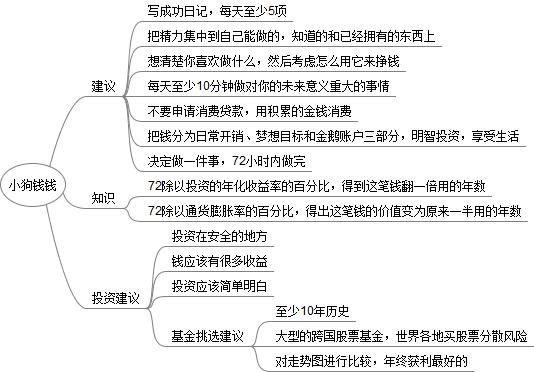 小狗钱钱
建议
写成功日记，每天至少5项
把精力集中到自己能做的，知道的和已经拥有的东西上
想清楚你喜欢做什么，然后考虑怎么用它来挣钱
每天至少10分钟做对你的未来意义重大的事情
不要申请消费贷款，用积累的金钱消费
把钱分为日常开销、梦想目标和金鹅账户三部分，明智投资，享受生活
决定做一件事，72小时内做完
知识
72除以投资的年化收益率的百分比，得到这笔钱翻一倍用的年数
72除以通货膨胀率的百分比，得出这笔钱的价值变为原来一半用的年数
投资建议
投资在安全的地方
钱应该有很多收益
投资应该简单明白
基金挑选建议
至少10年历史
大型的跨国股票基金，世界各地买股票分散风险
对走势图进行比较，年终获利最好的